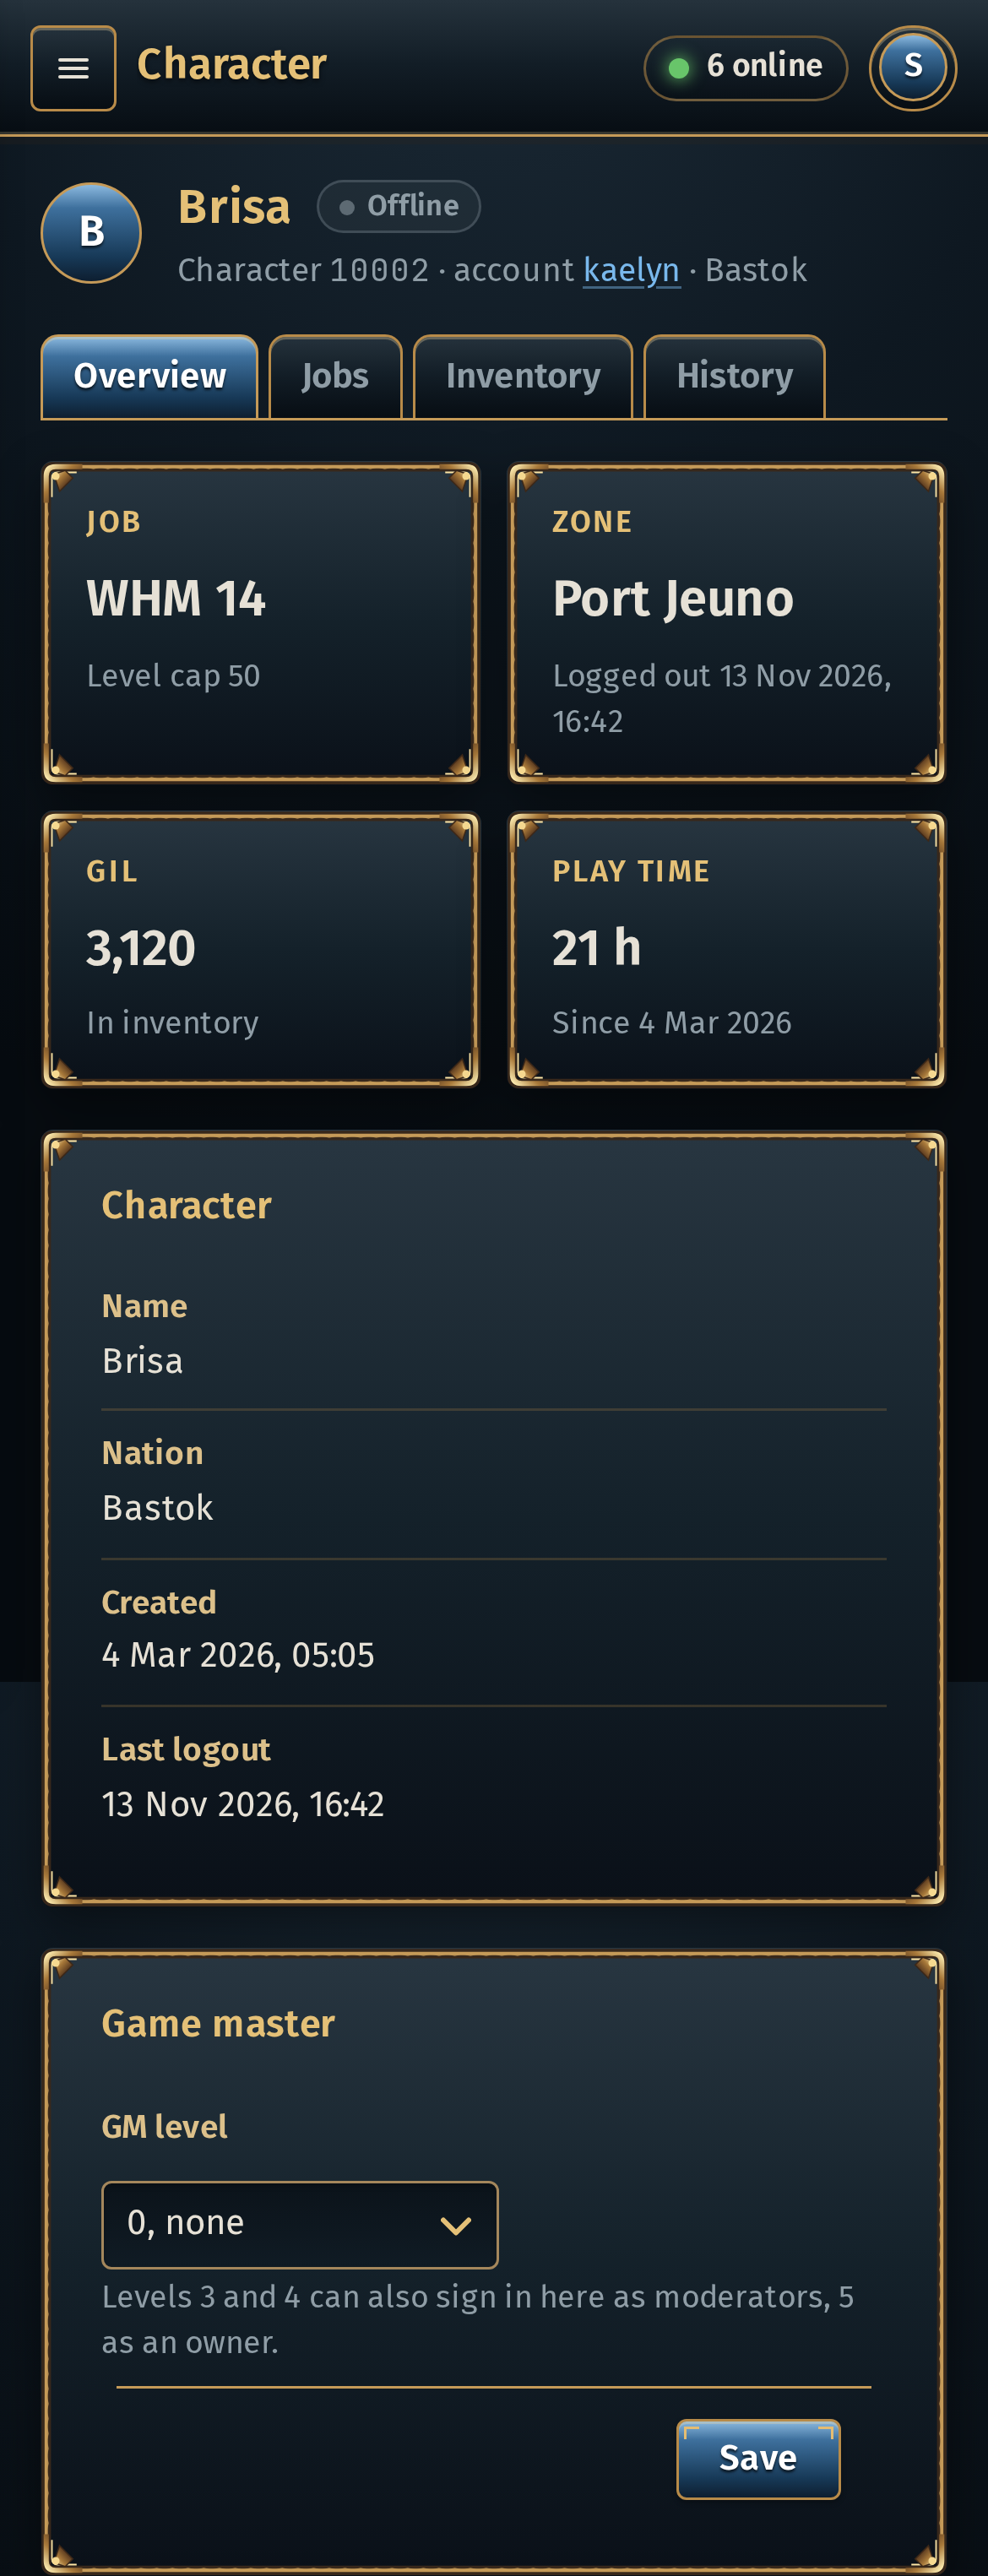 Character
6 online
S
B
Brisa
Offline
Character 10002 · account kaelyn · Bastok
Overview
Jobs
Inventory
History
JOB
WHM 14
Level cap 50
ZONE
Port Jeuno
Logged out 13 Nov 2026,
16:42
GIL
3,120
In inventory
PLAY TIME
21 h
Since 4 Mar 2026
Character
Name
Brisa
Nation
Bastok
Created
4 Mar 2026, 05:05
Last logout
13 Nov 2026, 16:42
Game master
GM level
0, none
Levels 3 and 4 can also sign in here as moderators, 5
as an owner.
Save